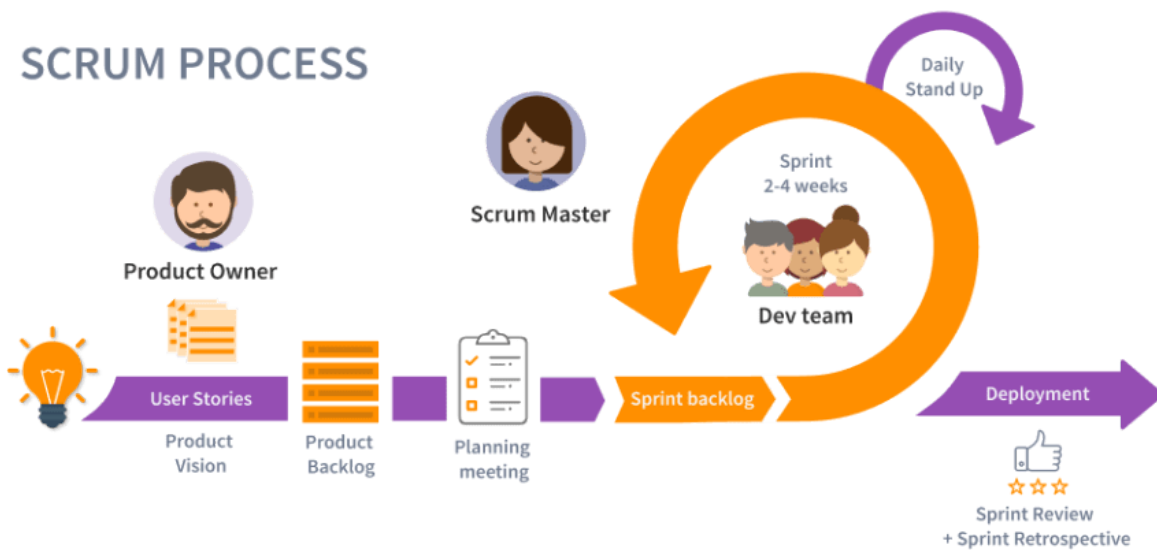 SCRUM PROCESS
Daily
Stand Up
Sprint
2-4 weeks
Scrum Master
Product Owner
Dev team
User Stories
Sprint backlog
Deployment
Product
Vision
Product
Backlog
Planning
meeting
Sprint Review
+ Sprint Retrospective